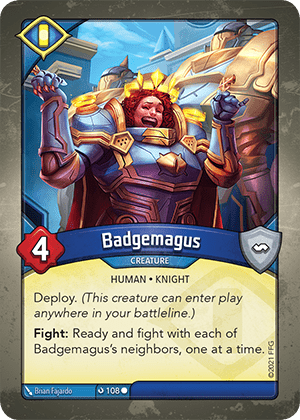 Badgemagus
CREATURE
4
HUMAN • KNIGHT
Deploy. (This creature can enter play
anywhere in your battleline.)
Fight: Ready and fight with each of
Badgemagus's neighbors, one at a time.
©2021 FFG
Brian Fajardo
108